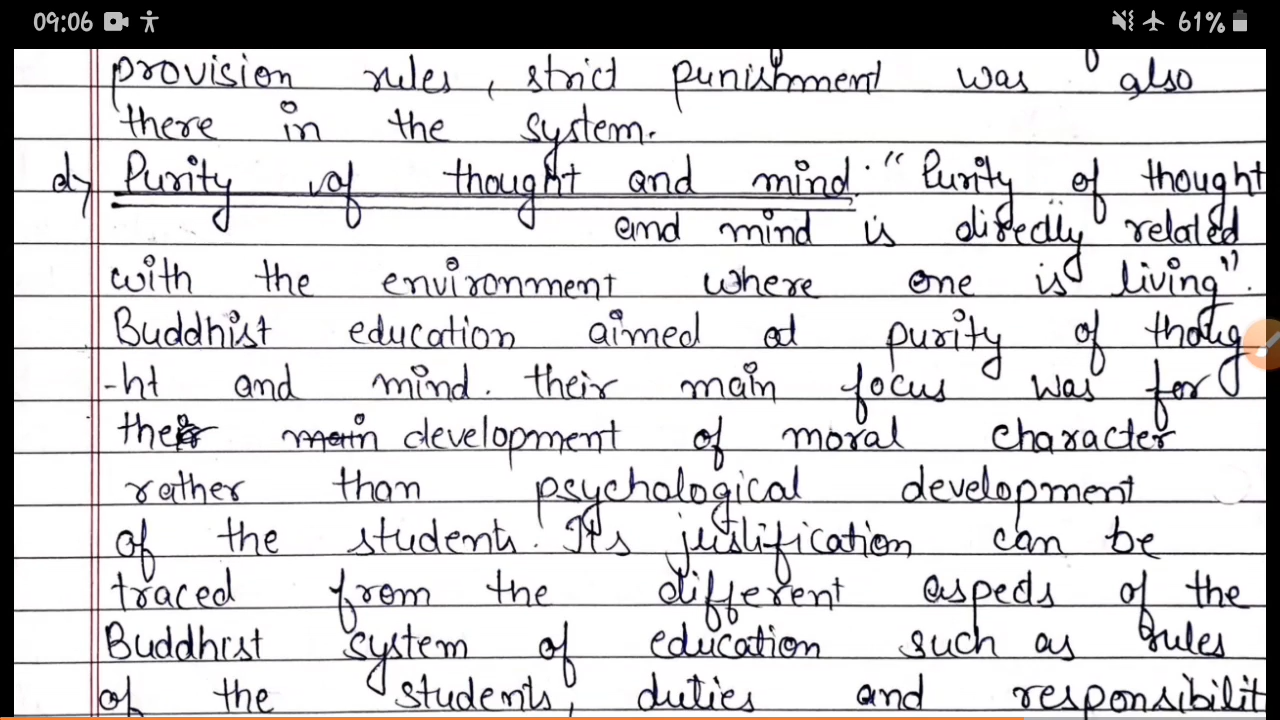 09:06 61%
provision rules, strict punishment was also
there in the system.
d) Purity of thought and mind. "Purity of thought
and mind is directly related
with the environment where one is living".
Buddhist education aimed at purity of thoug
-ht and mind. their main focus was for
their main development of moral character
rather than psychological development
of the students. It's justification can be
traced from the different aspects of the
Buddhist system of education such as rules
of the students, duties and responsibilit